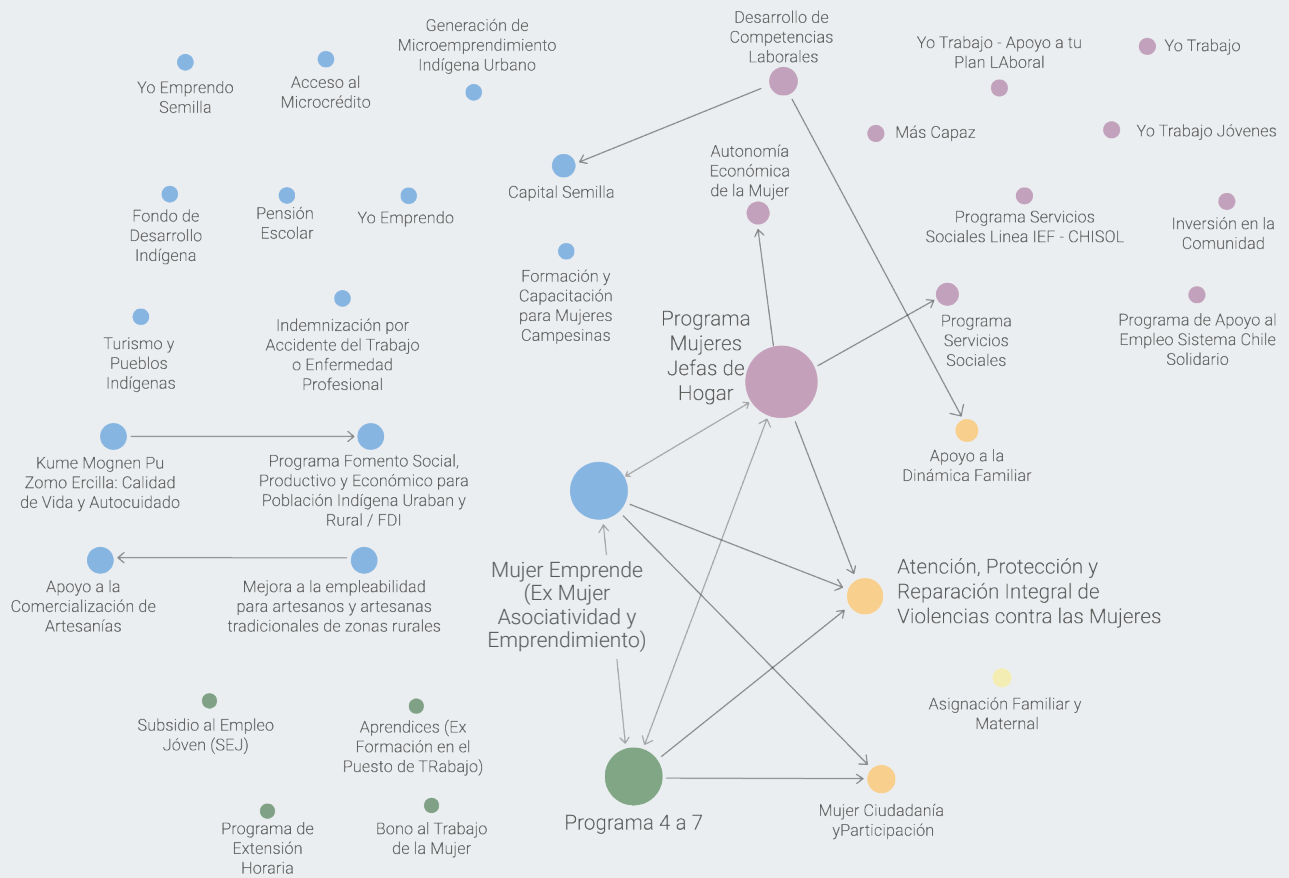 Generación de
Microemprendimiento
Indígena Urbano
Desarrollo de
Competencias
Laborales
Yo Trabajo - Apoyo a tu
Plan LAboral
Yo Trabajo
Yo Emprendo
Semilla
Acceso al
Microcrédito
Más Capaz
Yo Trabajo Jóvenes
Autonomía
Económica
de la Mujer
Capital Semilla
Fondo de
Desarrollo
Indígena
Pensión
Escolar
Yo Emprendo
Programa Servicios
Sociales Linea IEF - CHISOL
Inversión en la
Comunidad
Formación y
Capacitación
para Mujeres
Campesinas
Programa
Mujeres
Jefas de
Hogar
Programa
Servicios
Sociales
Programa de Apoyo al
Empleo Sistema Chile
Solidario
Turismo y
Pueblos
Indígenas
Indemnización por
Accidente del Trabajo
o Enfermedad
Profesional
Kume Mognen Pu
Zomo Ercilla: Calidad
de Vida y Autocuidado
Programa Fomento Social,
Productivo y Económico para
Población Indígena Uraban y
Rural / FDI
Apoyo a la
Dinámica Familiar
Apoyo a la
Comercialización de
Artesanías
Mejora a la empleabilidad
para artesanos y artesanas
tradicionales de zonas rurales
Mujer Emprende
(Ex Mujer
Asociatividad y
Emprendimiento)
Atención, Protección y
Reparación Integral de
Violencias contra las Mujeres
Asignación Familiar y
Maternal
Subsidio al Empleo
Jóven (SEJ)
Aprendices (Ex
Formación en el
Puesto de TRabajo)
Programa de
Extensión
Horaria
Bono al Trabajo
de la Mujer
Programa 4 a 7
Mujer Ciudadanía
yParticipación